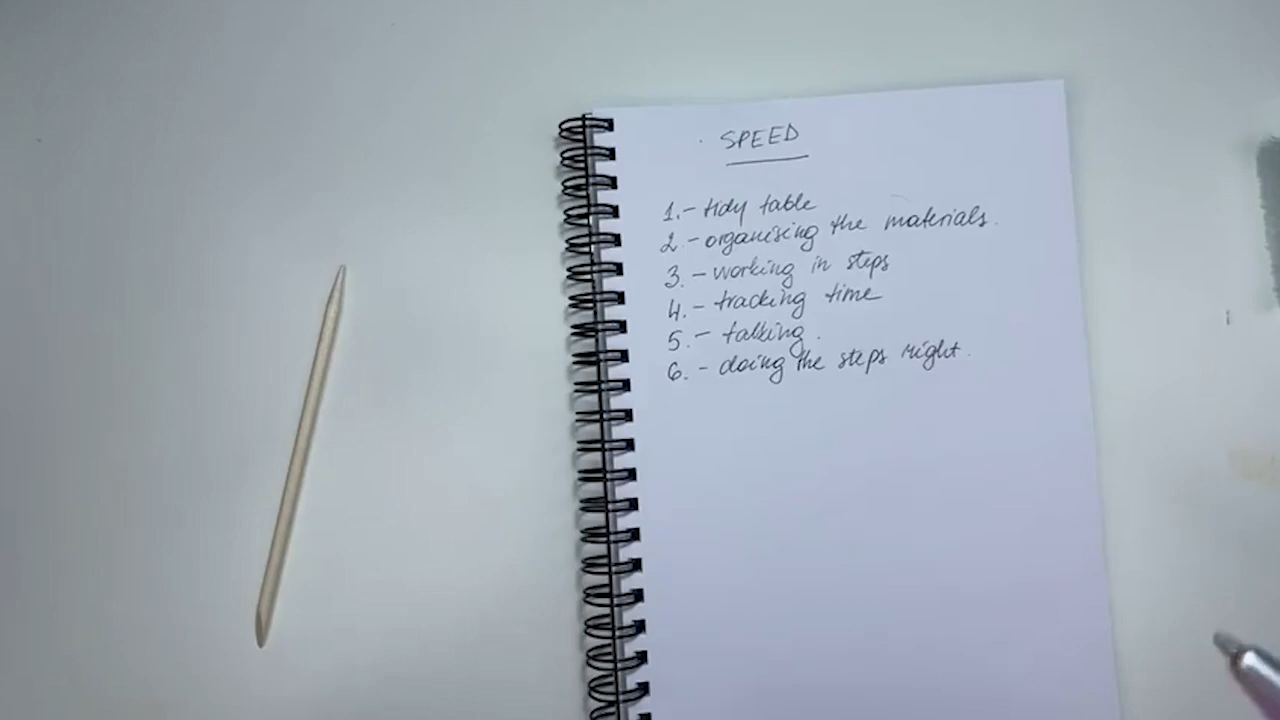 SPEED
1.- tidy table
2.- organising the materials.
3.- working in steps
4.- tracking time
5.- talking.
6.- doing the steps right.